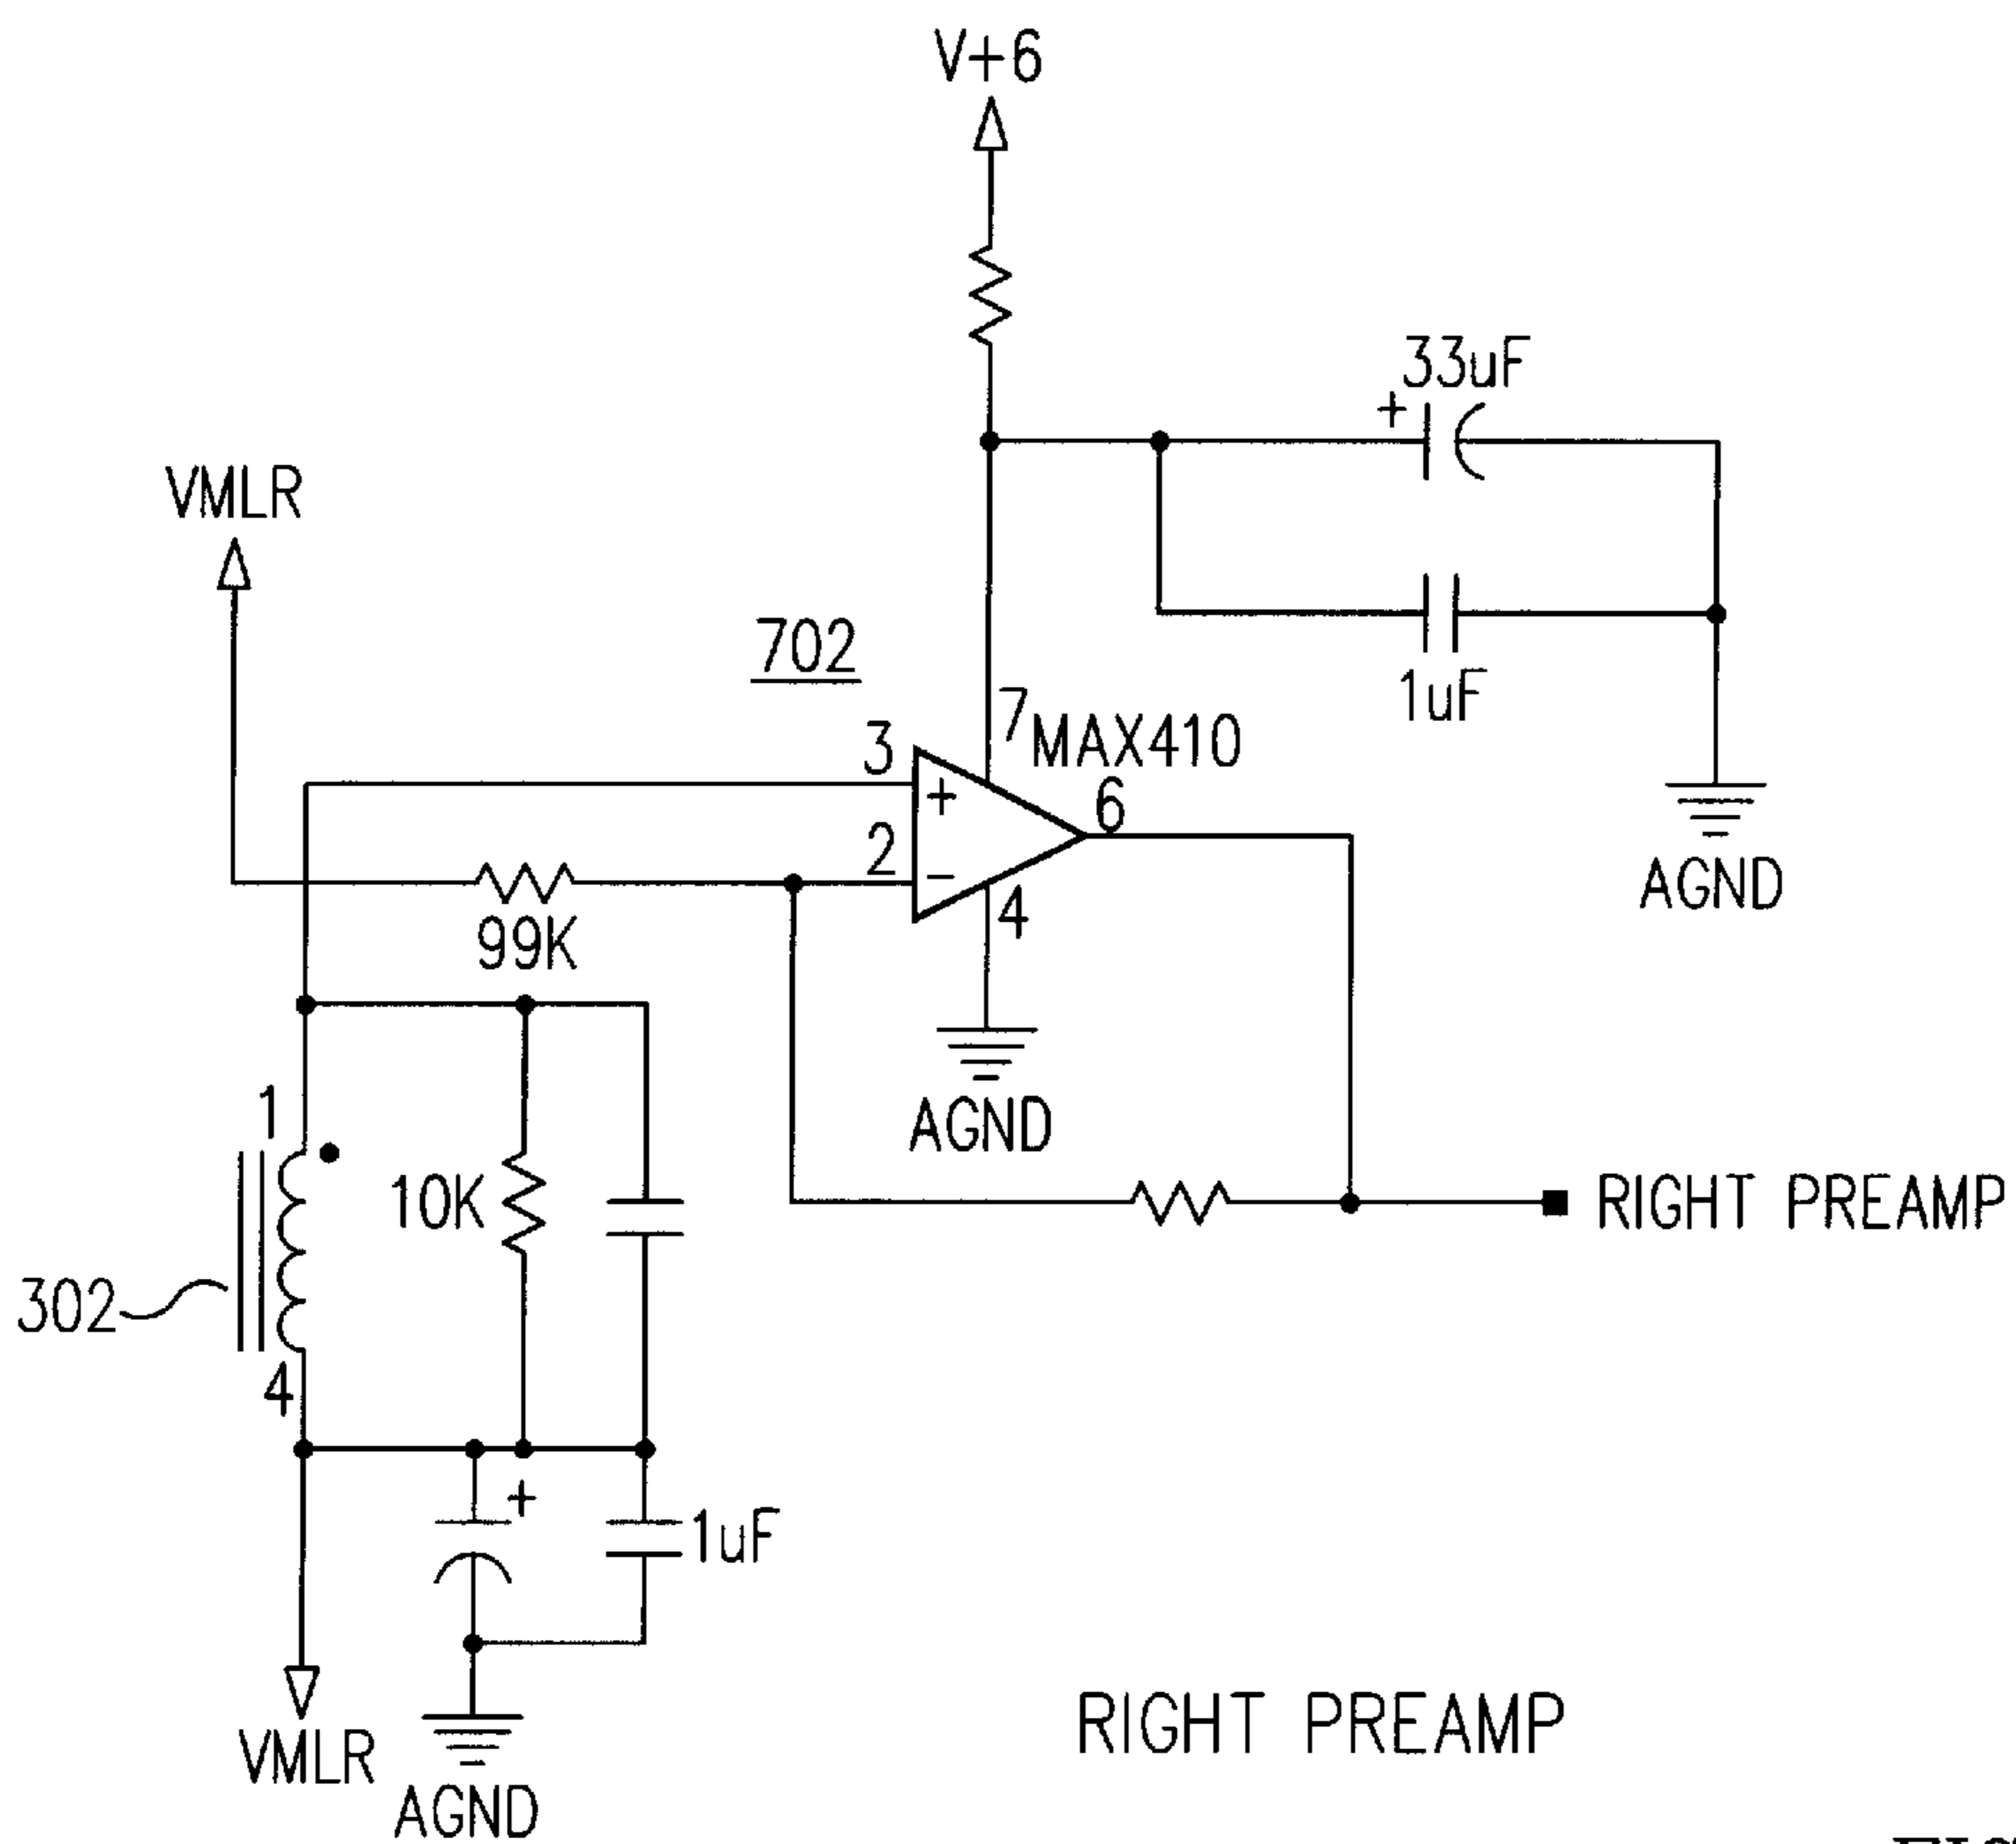 V+6
33uF
+
VMLR
702
1uF
7
MAX410
3
+
6
2
−
4
AGND
99K
1
AGND
10K
RIGHT PREAMP
302
4
+
1uF
RIGHT PREAMP
VMLR
AGND